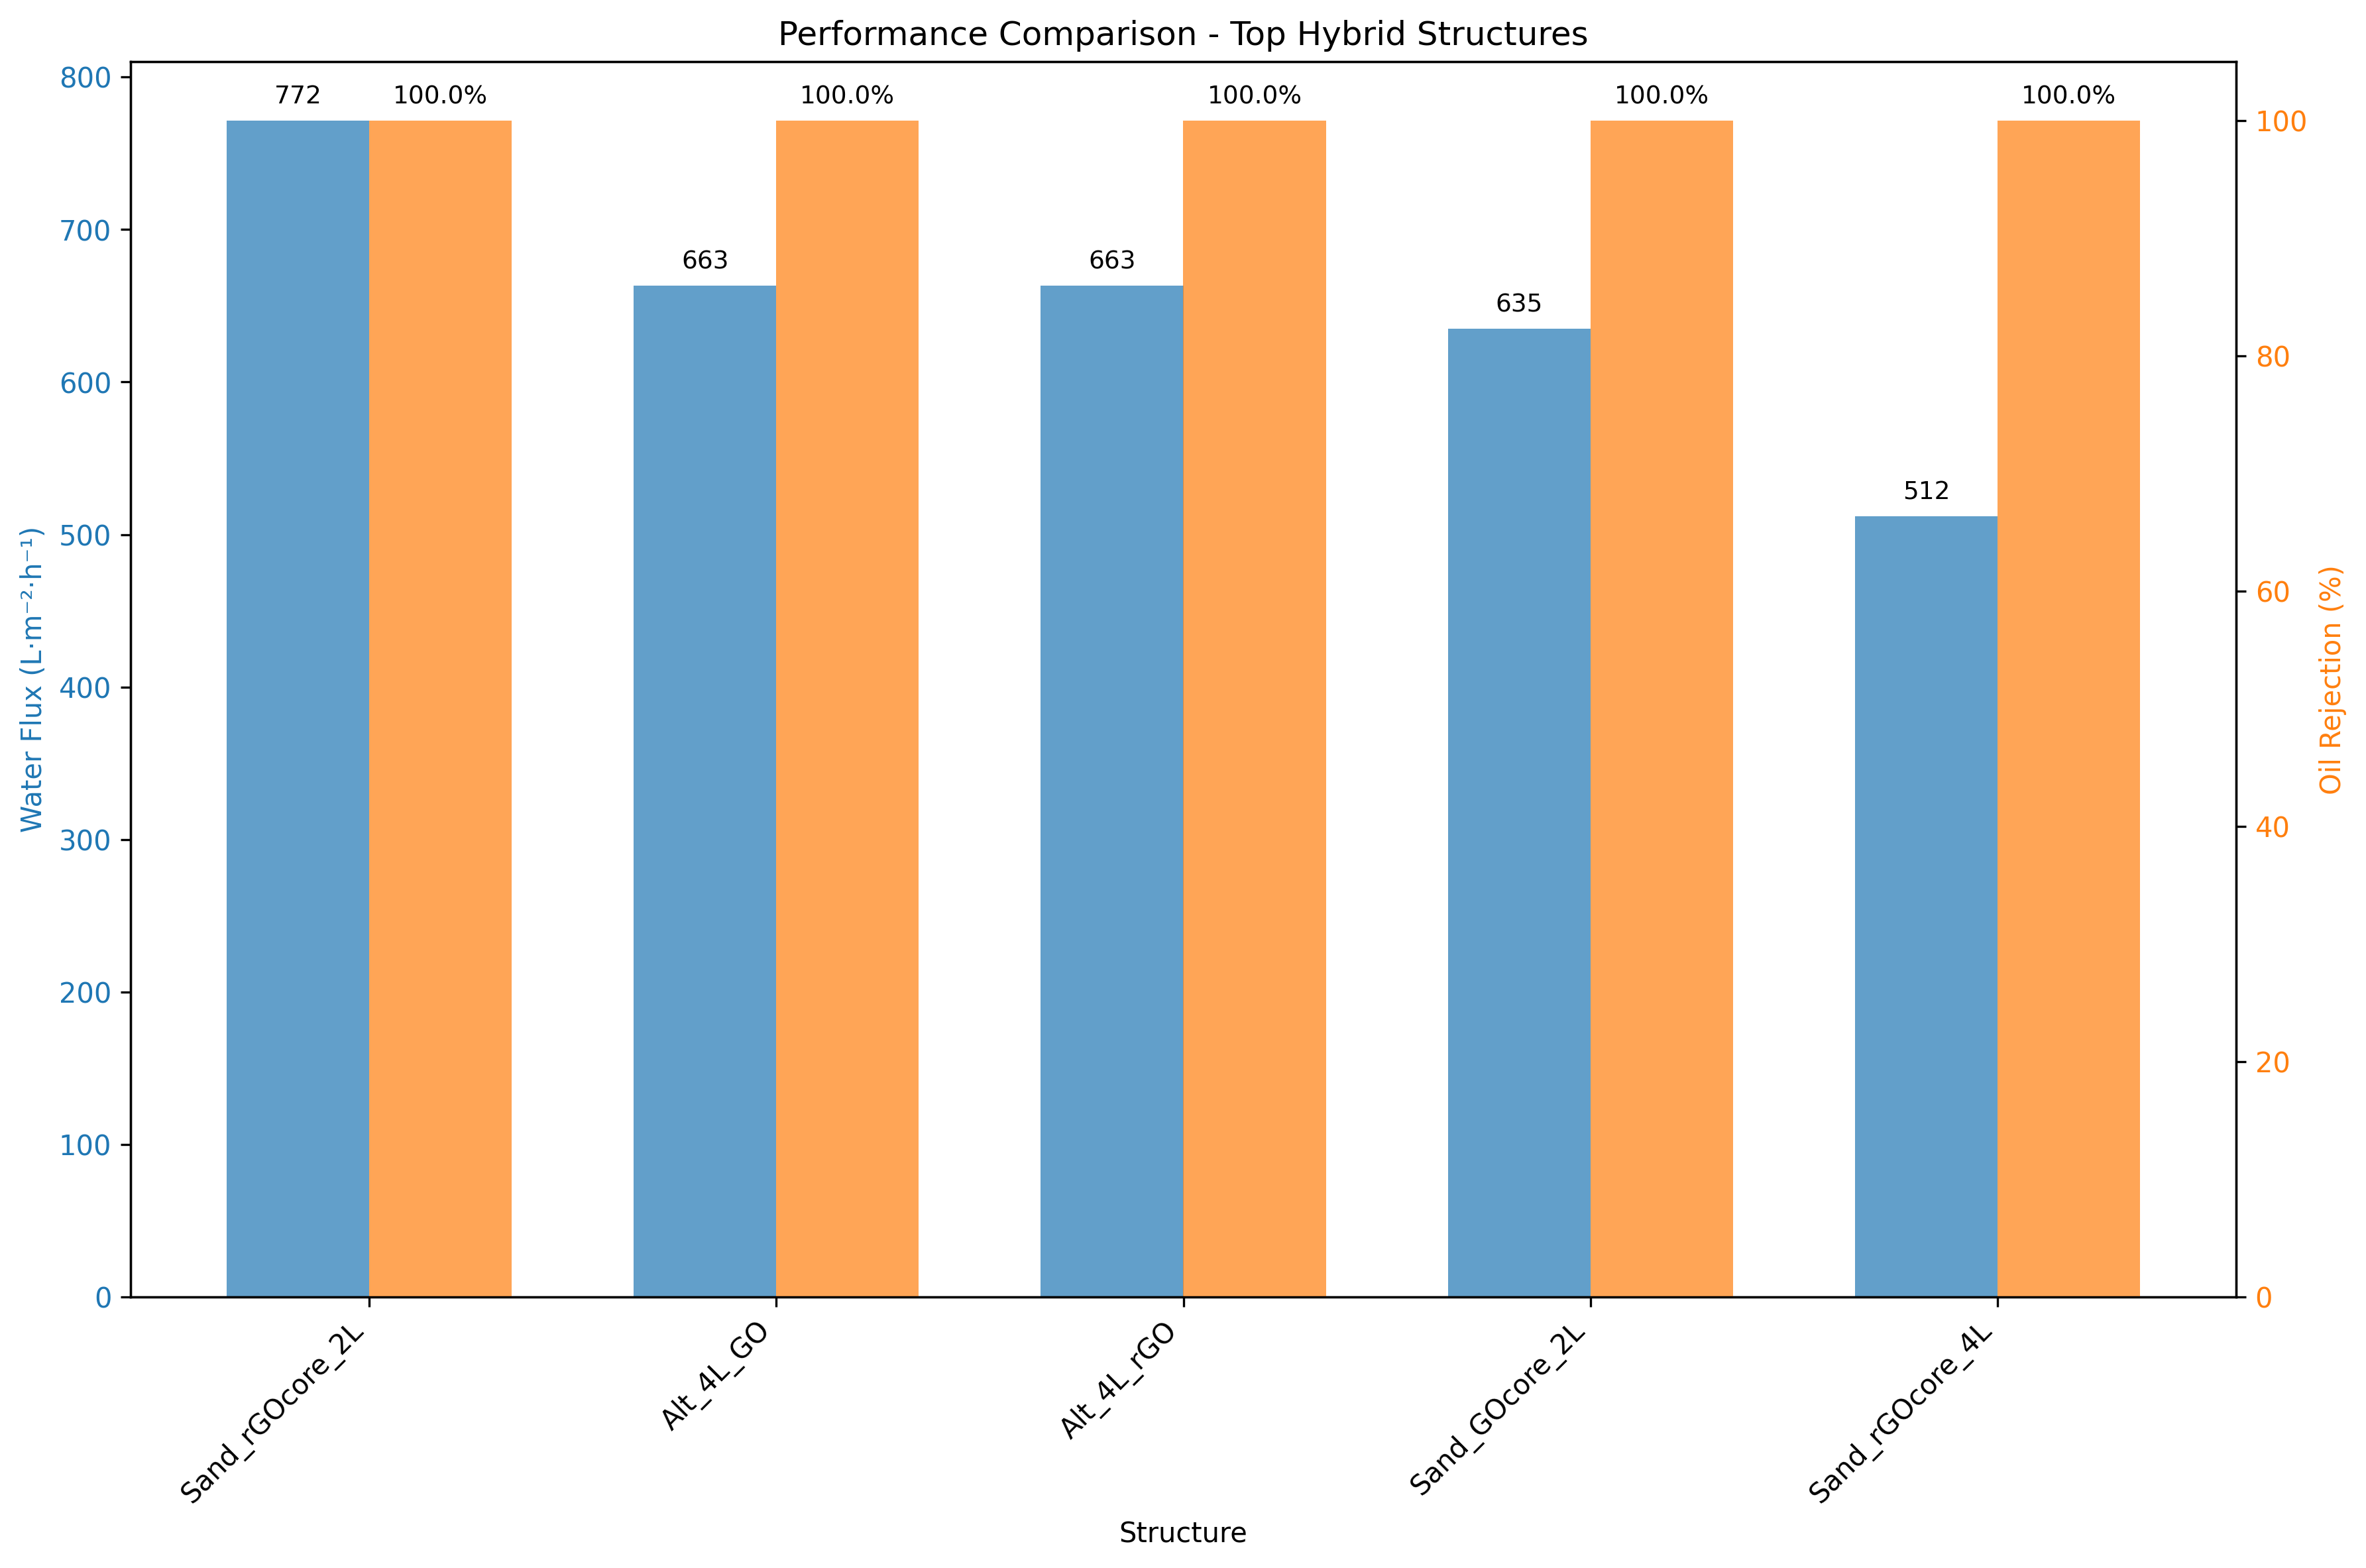 Performance Comparison - Top Hybrid Structures
772
100.0%
663
100.0%
663
100.0%
635
100.0%
512
100.0%
800
700
600
500
400
300
200
100
0
Water Flux (L·m⁻²·h⁻¹)
100
80
60
40
20
0
Oil Rejection (%)
Sand_rGOcore_2L
Alt_4L_GO
Alt_4L_rGO
Sand_GOcore_2L
Sand_rGOcore_4L
Structure